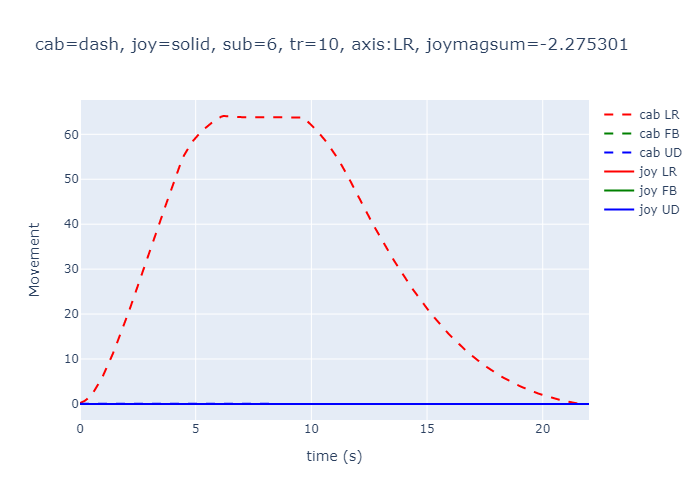 cab=dash, joy=solid, sub=6, tr=10, axis:LR, joymagsum=-2.275301
cab LR
cab FB
cab UD
joy LR
joy FB
joy UD
Movement
60
50
40
30
20
10
0
0 5 10 15 20
time (s)